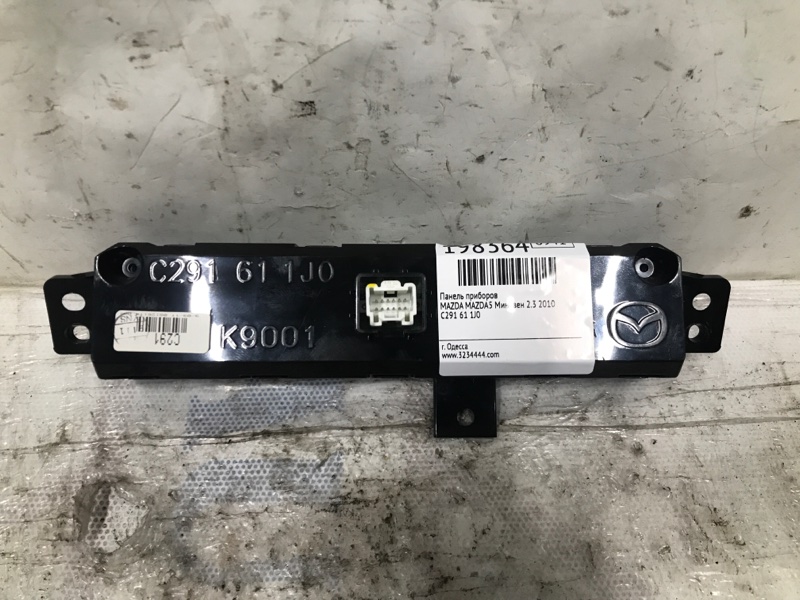 C291 61 1J0
K9001
C291
198364
Панель приборов
MAZDA MAZDA5 Минивен 2.3 2010
C291 61 1J0
г. Одесса
www.3234444.com